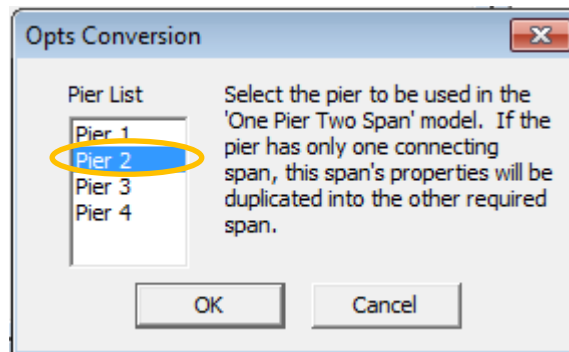 Opts Conversion
Pier List
Pier 1
Pier 2
Pier 3
Pier 4
Select the pier to be used in the
'One Pier Two Span' model. If the
pier has only one connecting
span, this span's properties will be
duplicated into the other required
span.
OK
Cancel